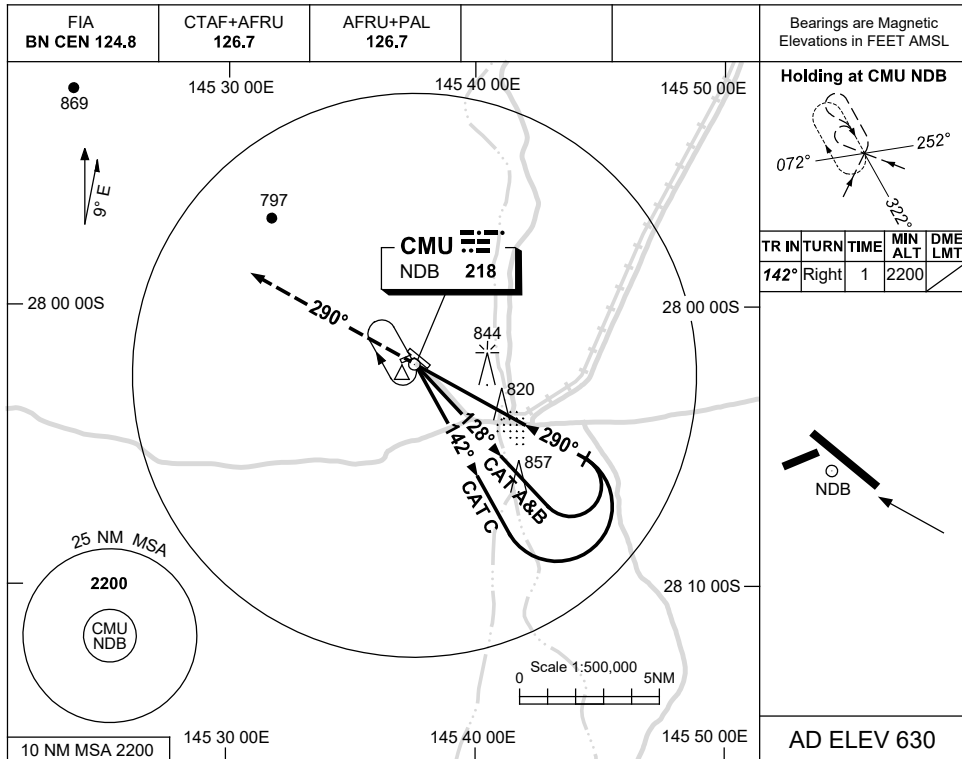 FIA
BN CEN 124.8
CTAF+AFRU
126.7
AFRU+PAL
126.7
Bearings are Magnetic
Elevations in FEET AMSL
145 30 00E
145 40 00E
145 50 00E
869
9° E
797
CMU
NDB 218
28 00 00S
28 00 00S
290°
844
820
290°
128°
142°
857
CAT A&B
CAT C
25 NM MSA
2200
CMU
NDB
28 10 00S
Scale 1:500,000
0
5NM
10 NM MSA 2200
145 30 00E
145 40 00E
145 50 00E
Holding at CMU NDB
252°
072°
322°
TR IN TURN TIME MIN ALT DME LMT
142° Right 1 2200
NDB
AD ELEV 630